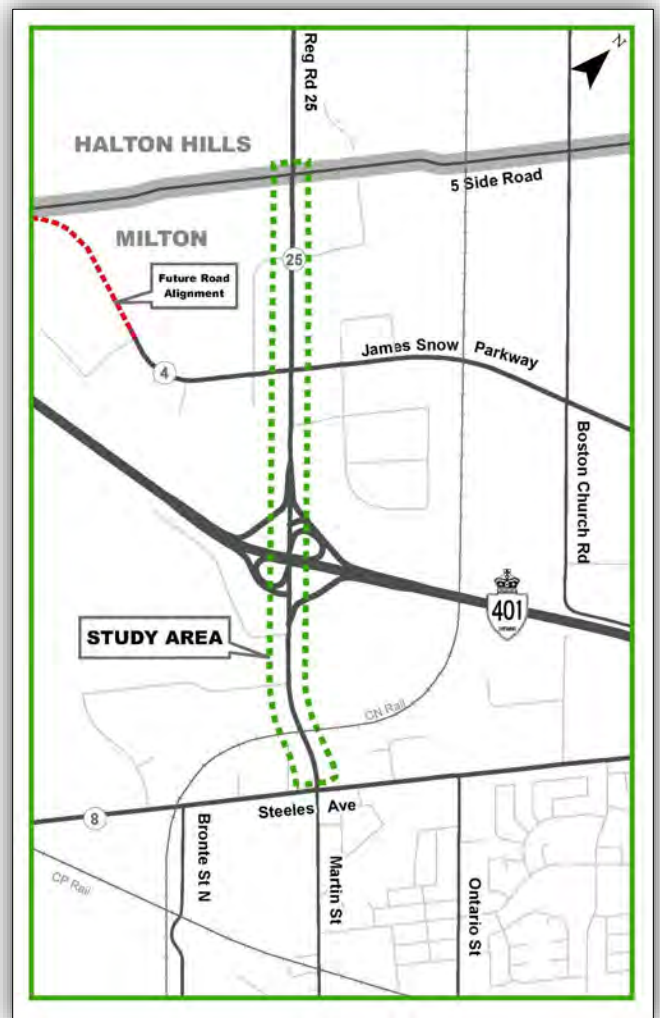 N
Reg Rd 25
HALTON HILLS
5 Side Road
MILTON
25
Future Road
Alignment
James Snow Parkway
4
Boston Church Rd
401
STUDY AREA
CN Rail
Steeles Ave
8
Bronte St N
Martin St
Ontario St
CP Rail